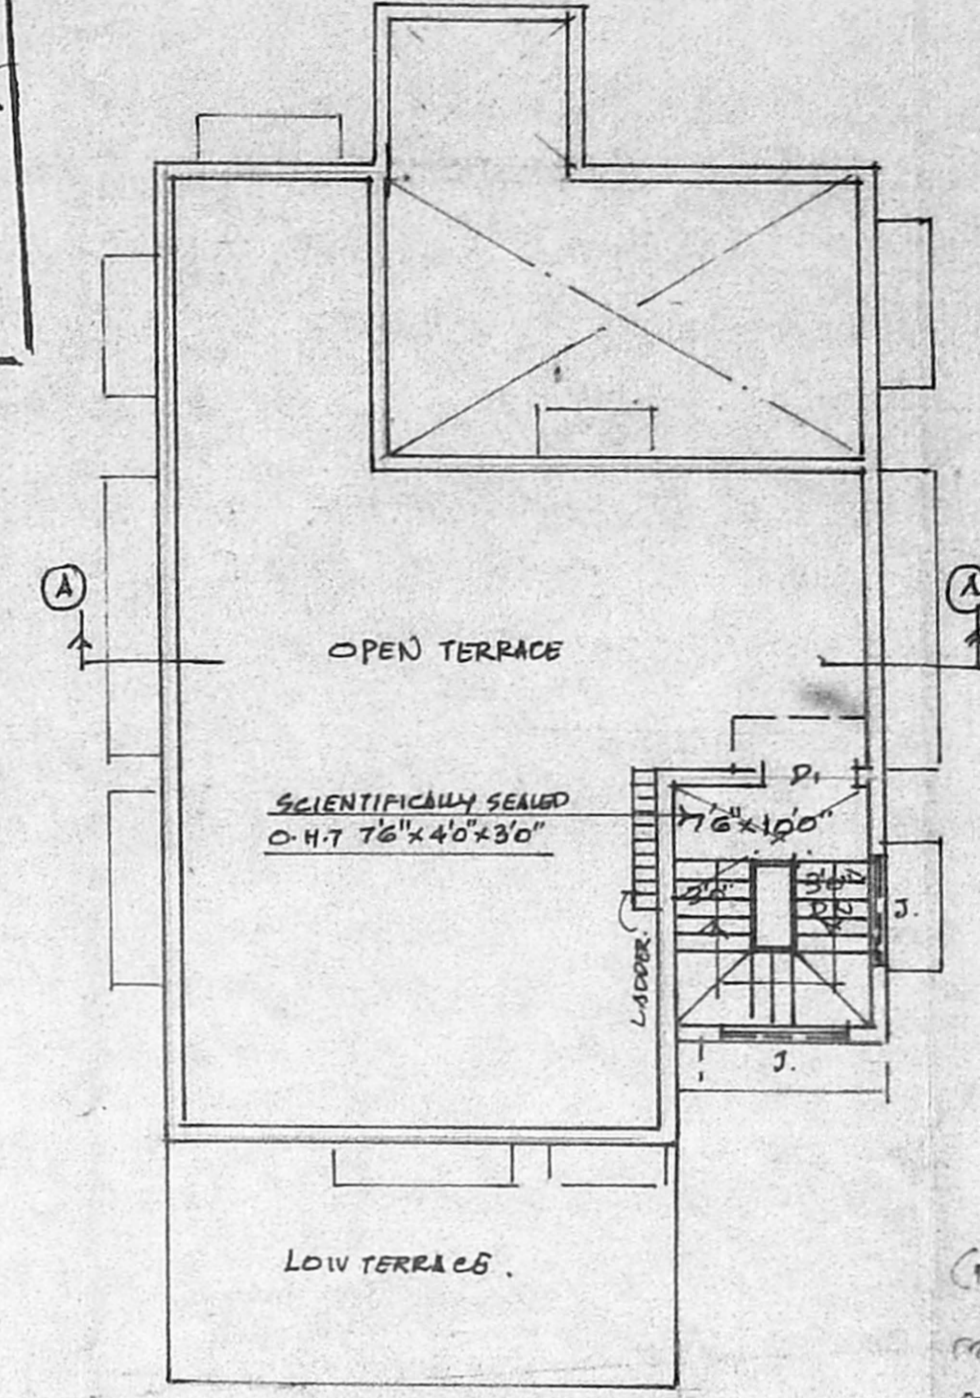 A
A
OPEN TERRACE
D1
SCIENTIFICALLY SEALED
O.H.T 7'6"x4'0"x3'0"
7'6"x10'0"
3'0"
J.
LADDER.
J.
LOW TERRACE.